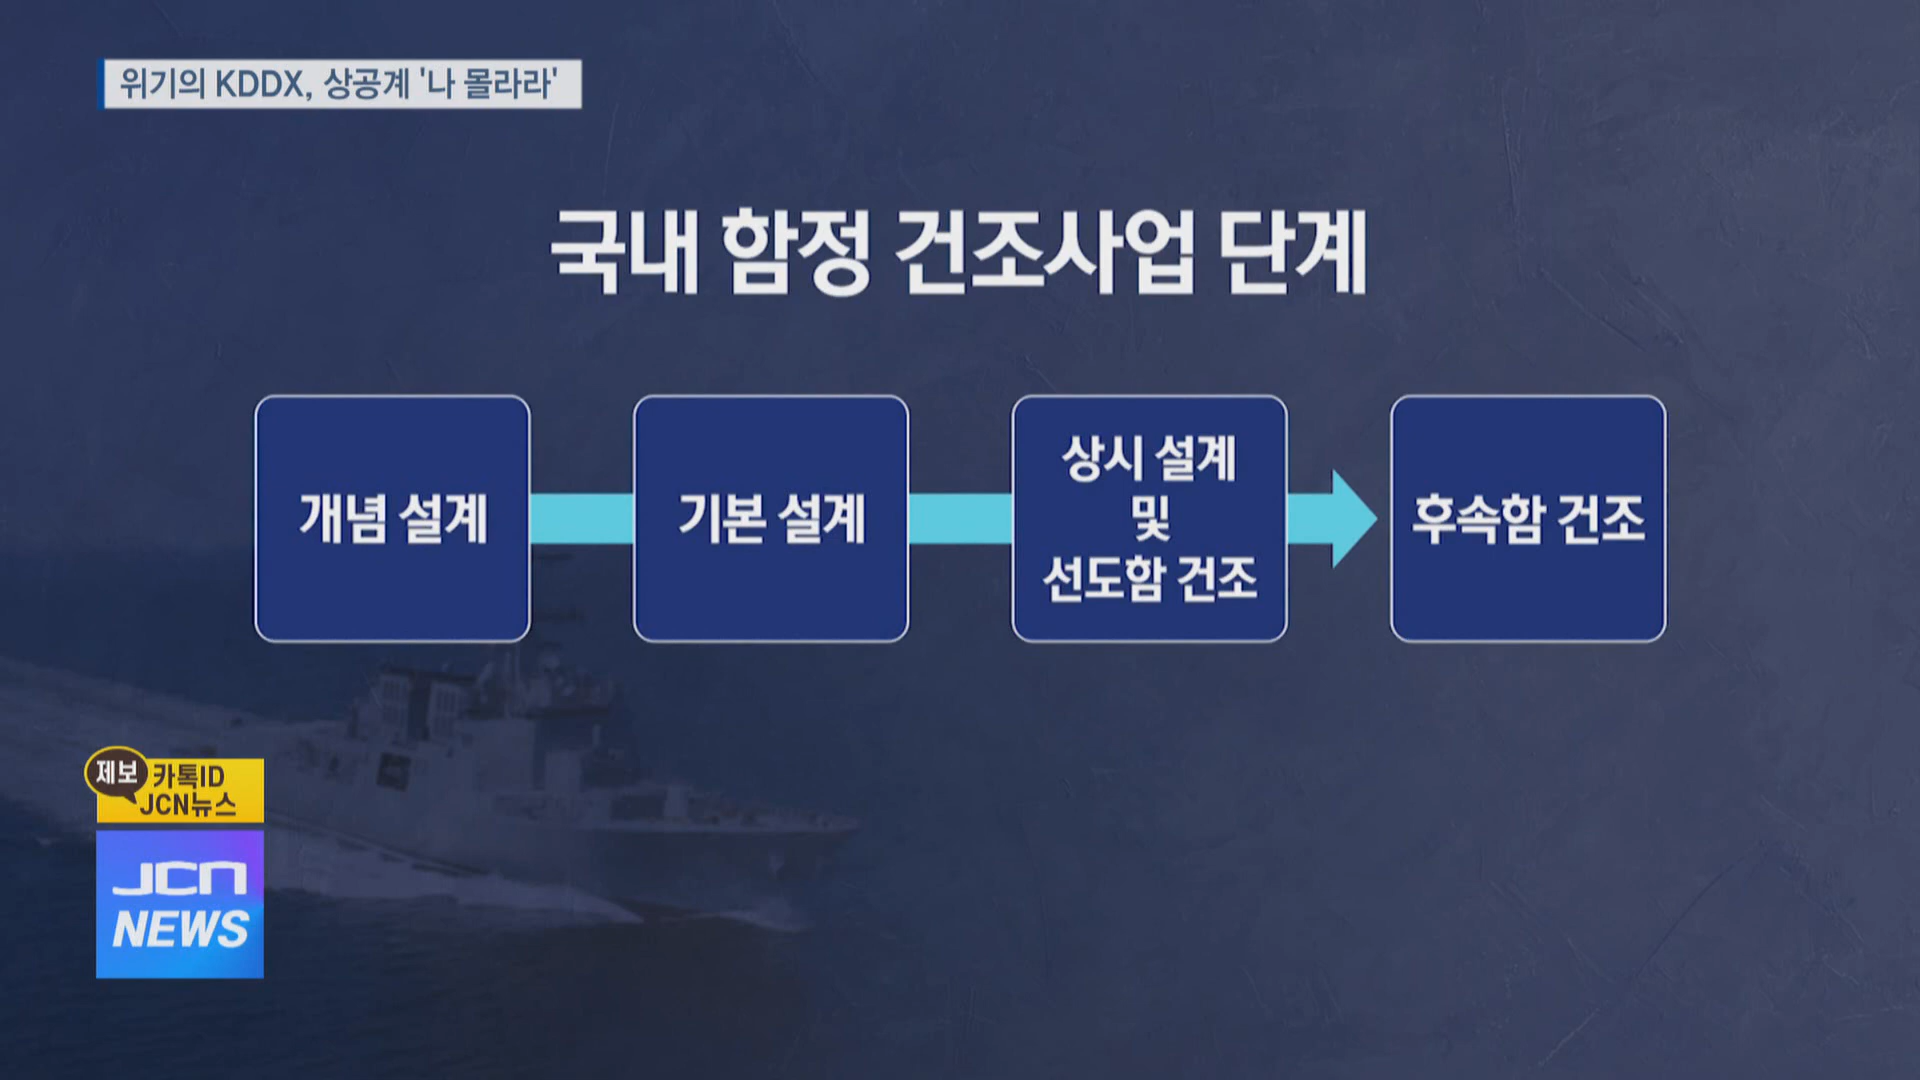 위기의 KDDX, 상공계 '나 몰라라'
국내 함정 건조사업 단계
개념 설계
기본 설계
상시 설계
및
선도함 건조
후속함 건조
제보
카톡ID
JCN뉴스
JCN
NEWS